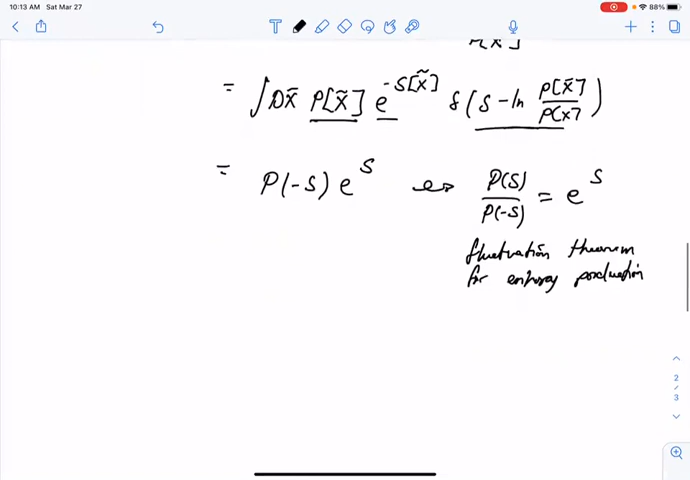 10:13 AM Sat Mar 27
88%
P[x̃]
= ∫Dx̃ P[x̃] e^{-S[x̃]} δ(S - ln P[x̃]/P[x])
= P(-S) e^S ⇔ P(S)/P(-S) = e^S
fluctuation theorem
for entropy production
2
/
3